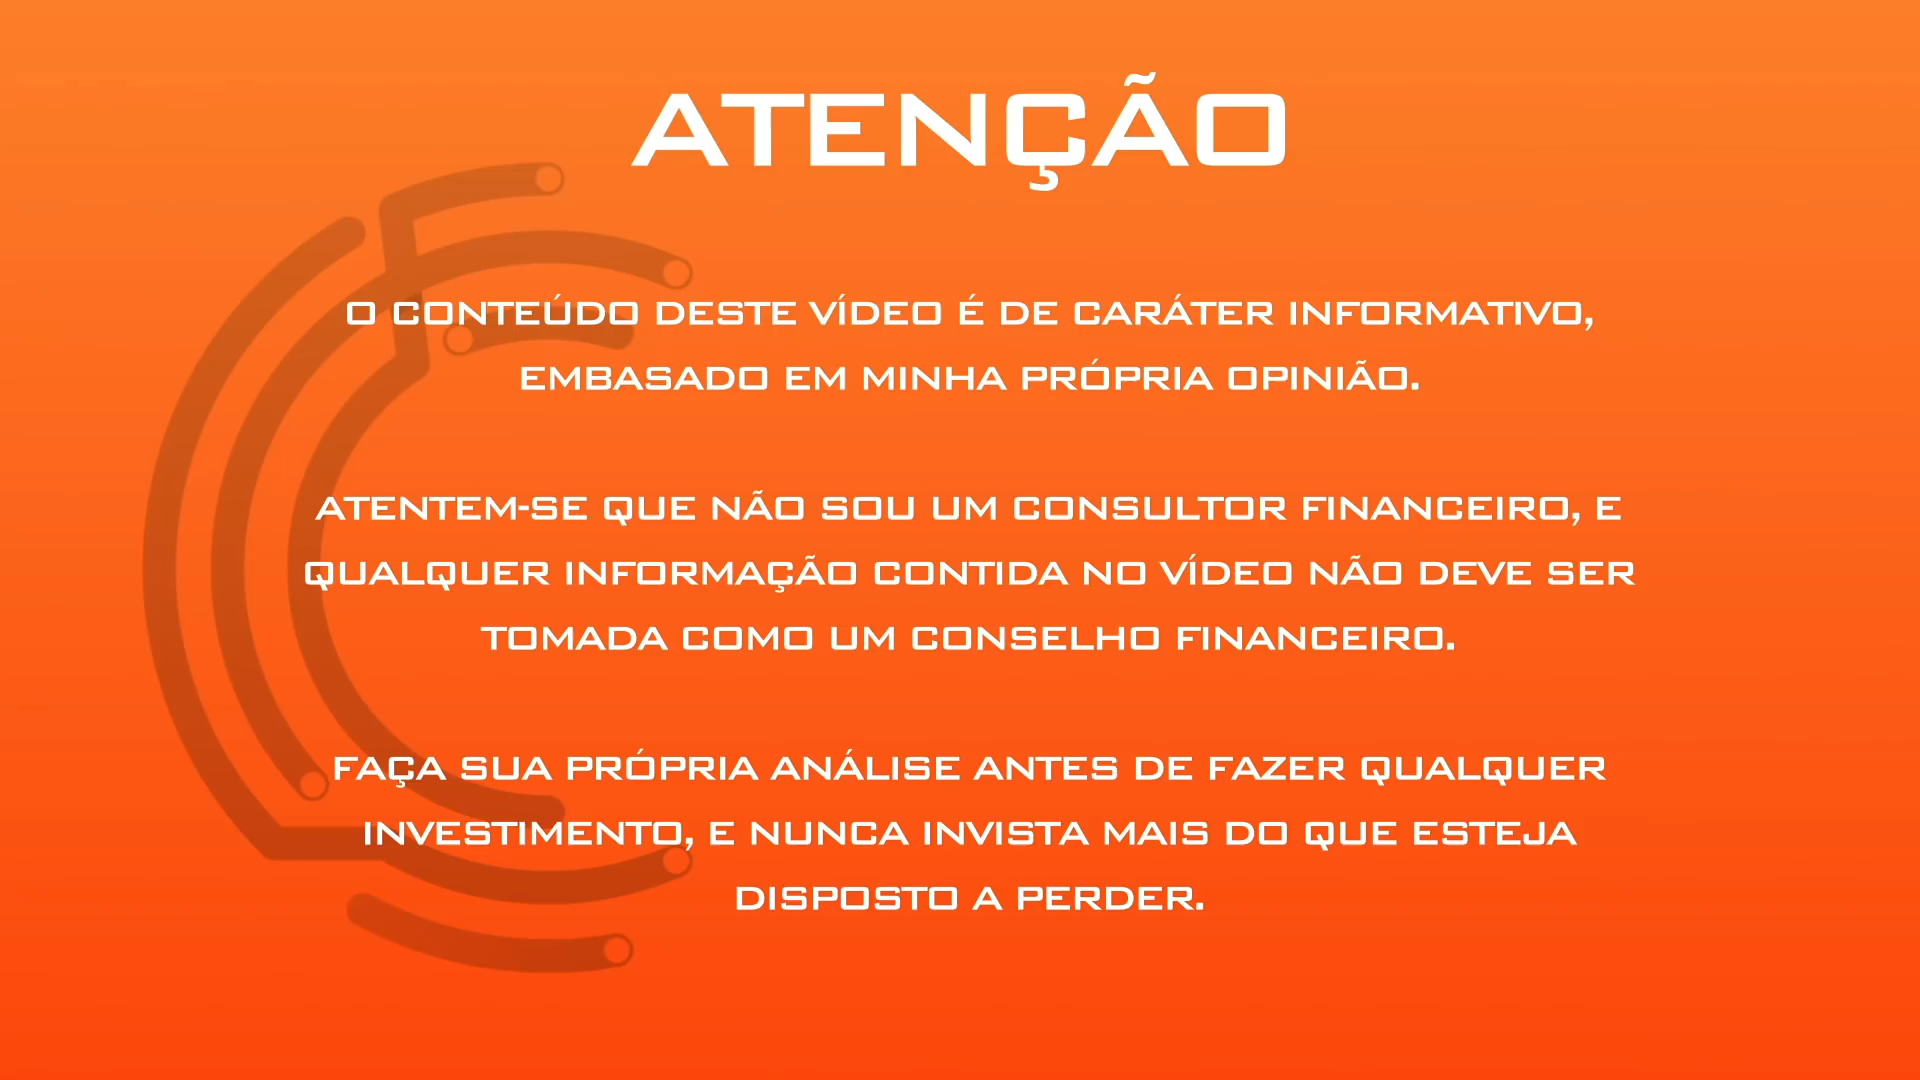 ATENÇÃO
O CONTEÚDO DESTE VÍDEO É DE CARÁTER INFORMATIVO,
EMBASADO EM MINHA PRÓPRIA OPINIÃO.
ATENTEM-SE QUE NÃO SOU UM CONSULTOR FINANCEIRO, E
QUALQUER INFORMAÇÃO CONTIDA NO VÍDEO NÃO DEVE SER
TOMADA COMO UM CONSELHO FINANCEIRO.
FAÇA SUA PRÓPRIA ANÁLISE ANTES DE FAZER QUALQUER
INVESTIMENTO, E NUNCA INVISTA MAIS DO QUE ESTEJA
DISPOSTO A PERDER.